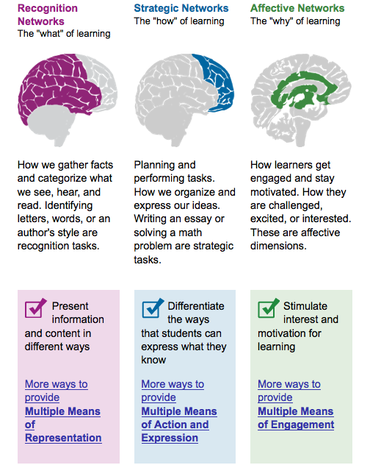 Recognition
Networks
The "what" of learning
How we gather facts
and categorize what
we see, hear, and
read. Identifying
letters, words, or an
author's style are
recognition tasks.
Present
information
and content in
different ways
More ways to
provide
Multiple Means
of
Representation
Strategic Networks
The "how" of learning
Planning and
performing tasks.
How we organize and
express our ideas.
Writing an essay or
solving a math
problem are strategic
tasks.
Differentiate
the ways
that students can
express what they
know
More ways to
provide
Multiple Means
of Action and
Expression
Affective Networks
The "why" of learning
How learners get
engaged and stay
motivated. How they
are challenged,
excited, or interested.
These are affective
dimensions.
Stimulate
interest and
motivation for
learning
More ways to
provide
Multiple Means
of Engagement